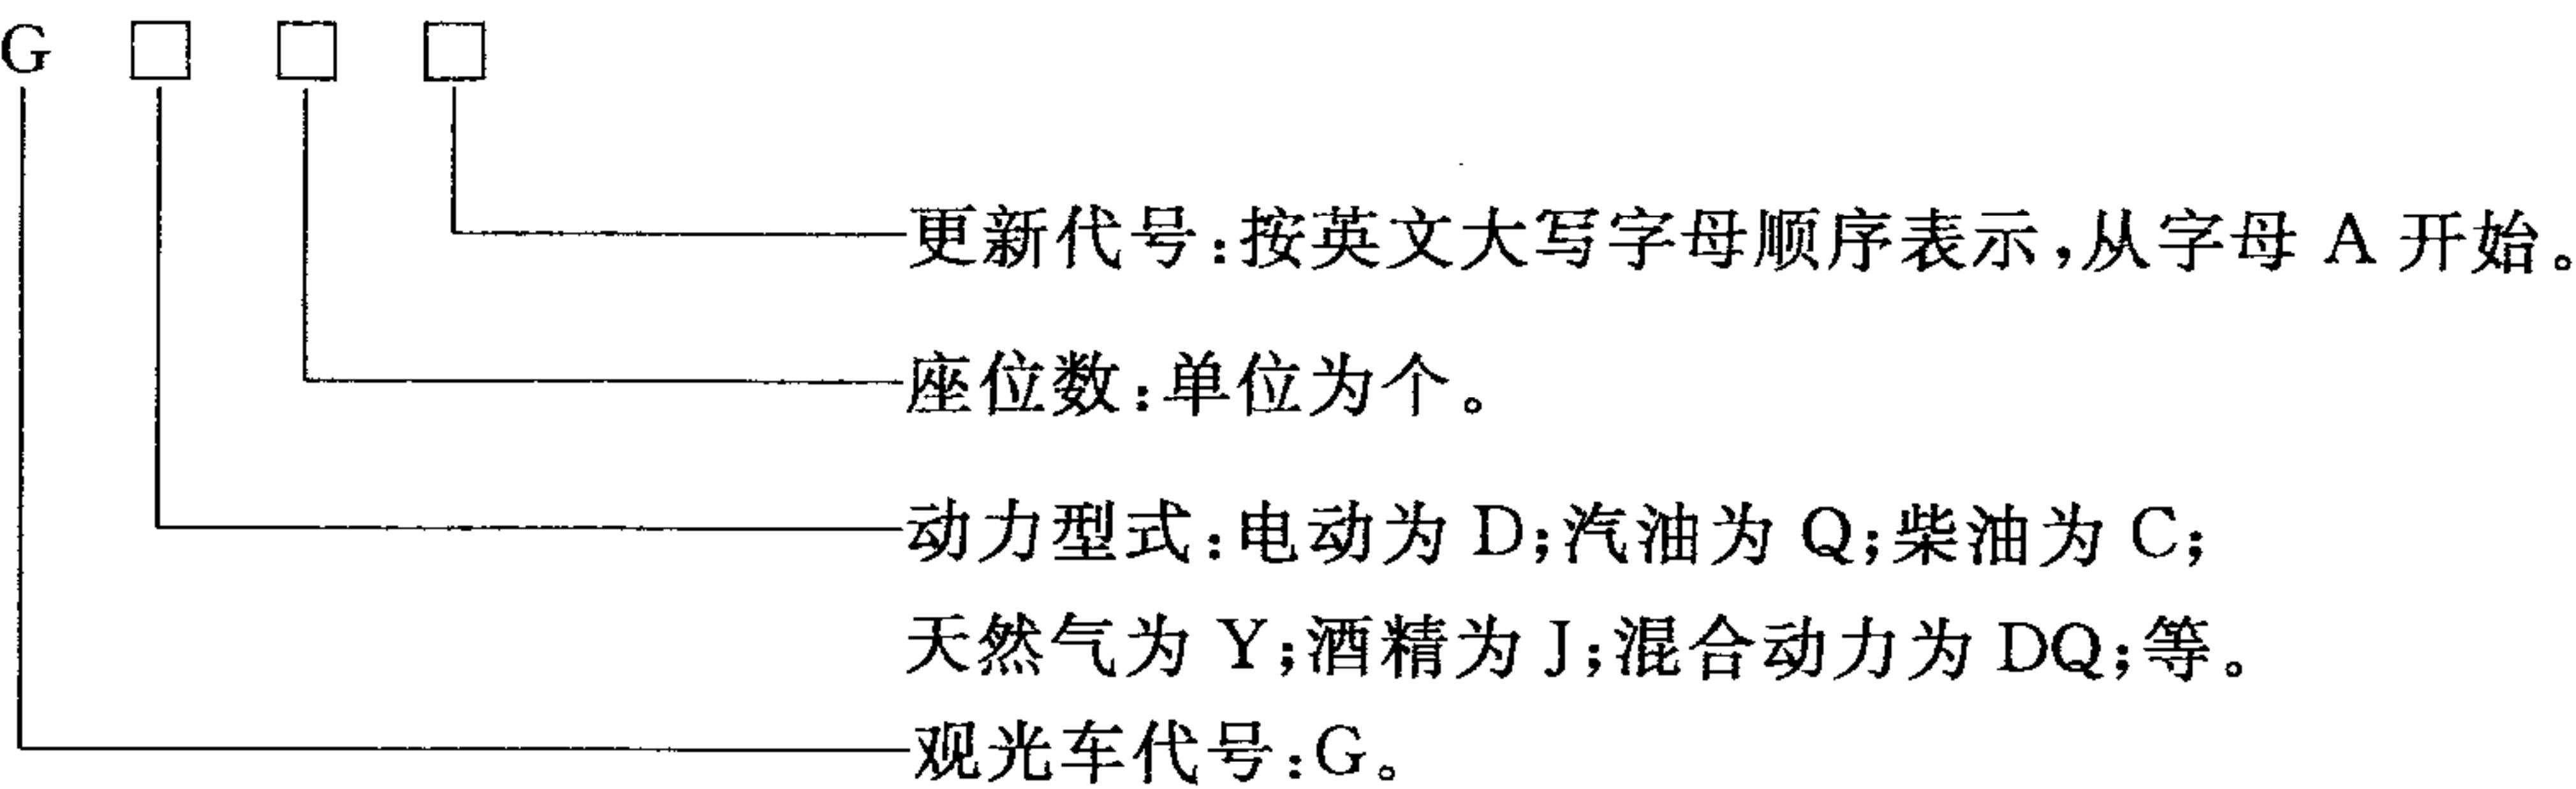 G □ □ □
更新代号:按英文大写字母顺序表示,从字母 A 开始。
座位数:单位为个。
动力型式:电动为 D;汽油为 Q;柴油为 C;
天然气为 Y;酒精为 J;混合动力为 DQ;等。
观光车代号:G。